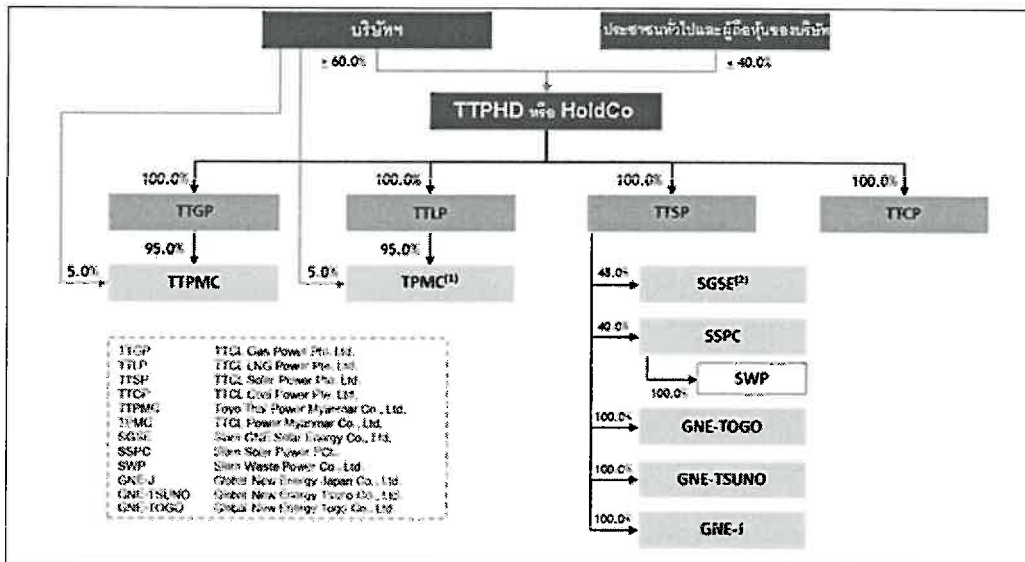 บริษัทฯ
ประชาชนทั่วไปและผู้ถือหุ้นของบริษัท
≥ 60.0%
≤ 40.0%
TTPHD หรือ HoldCo
100.0%
100.0%
100.0%
100.0%
TTGP
TTLP
TTSP
TTCP
95.0%
95.0%
5.0%
TTPMC
5.0%
TPMC(1)
48.0%
SGSE(2)
40.0%
SSPC
100.0%
SWP
100.0%
GNE-TOGO
100.0%
GNE-TSUNO
100.0%
GNE-J
TTGP TTCL Gas Power Pte. Ltd.
TTLP TTCL LNG Power Pte. Ltd.
TTSP TTCL Solar Power Pte. Ltd.
TTCP TTCL Coal Power Pte. Ltd.
TTPMC Toyo Thai Power Myanmar Co., Ltd.
TPMC TTCL Power Myanmar Co., Ltd.
SGSE Siam GNE Solar Energy Co., Ltd.
SSPC Siam Solar Power PCL.
SWP Siam Waste Power Co., Ltd.
GNE-J Global New Energy Japan Co., Ltd.
GNE-TSUNO Global New Energy Tsuno Co., Ltd.
GNE-TOGO Global New Energy Togo Co., Ltd.